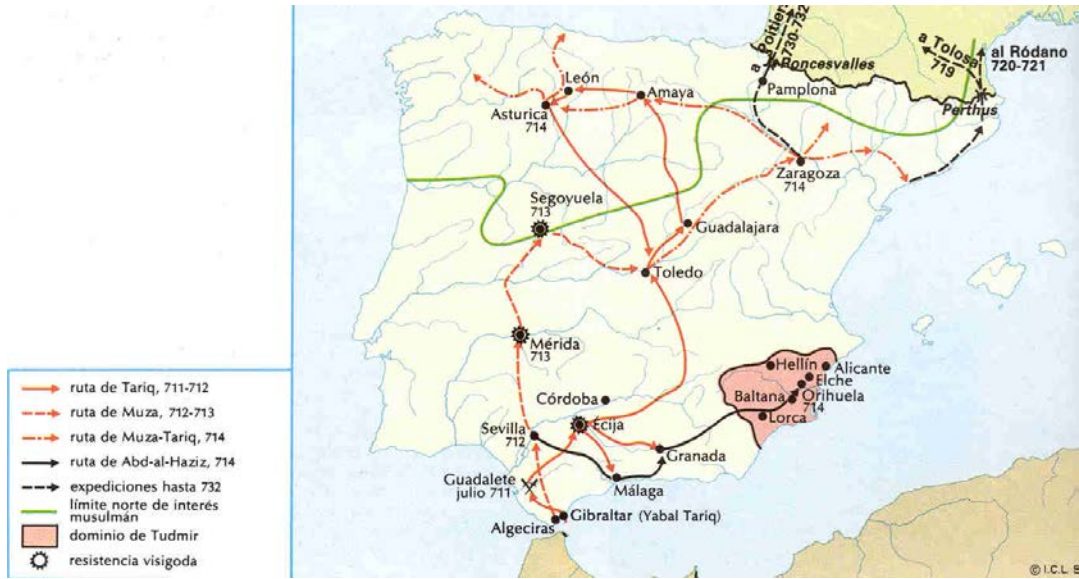 a Poitiers
730-732
Roncesvalles
a Tolosa
719
al Ródano
720-721
Perthus
Pamplona
León
Amaya
Asturica
714
Zaragoza
714
Segoyuela
713
Guadalajara
Toledo
Mérida
713
Hellín
Alicante
Elche
Baltana
Orihuela
714
Lorca
Córdoba
Sevilla
712
Ecija
Granada
Guadalete
julio 711
Málaga
Gibraltar (Yabal Tariq)
Algeciras
ruta de Tariq, 711-712
ruta de Muza, 712-713
ruta de Muza-Tariq, 714
ruta de Abd-al-Haziz, 714
expediciones hasta 732
límite norte de interés
musulmán
dominio de Tudmir
resistencia visigoda
© I.C.L.